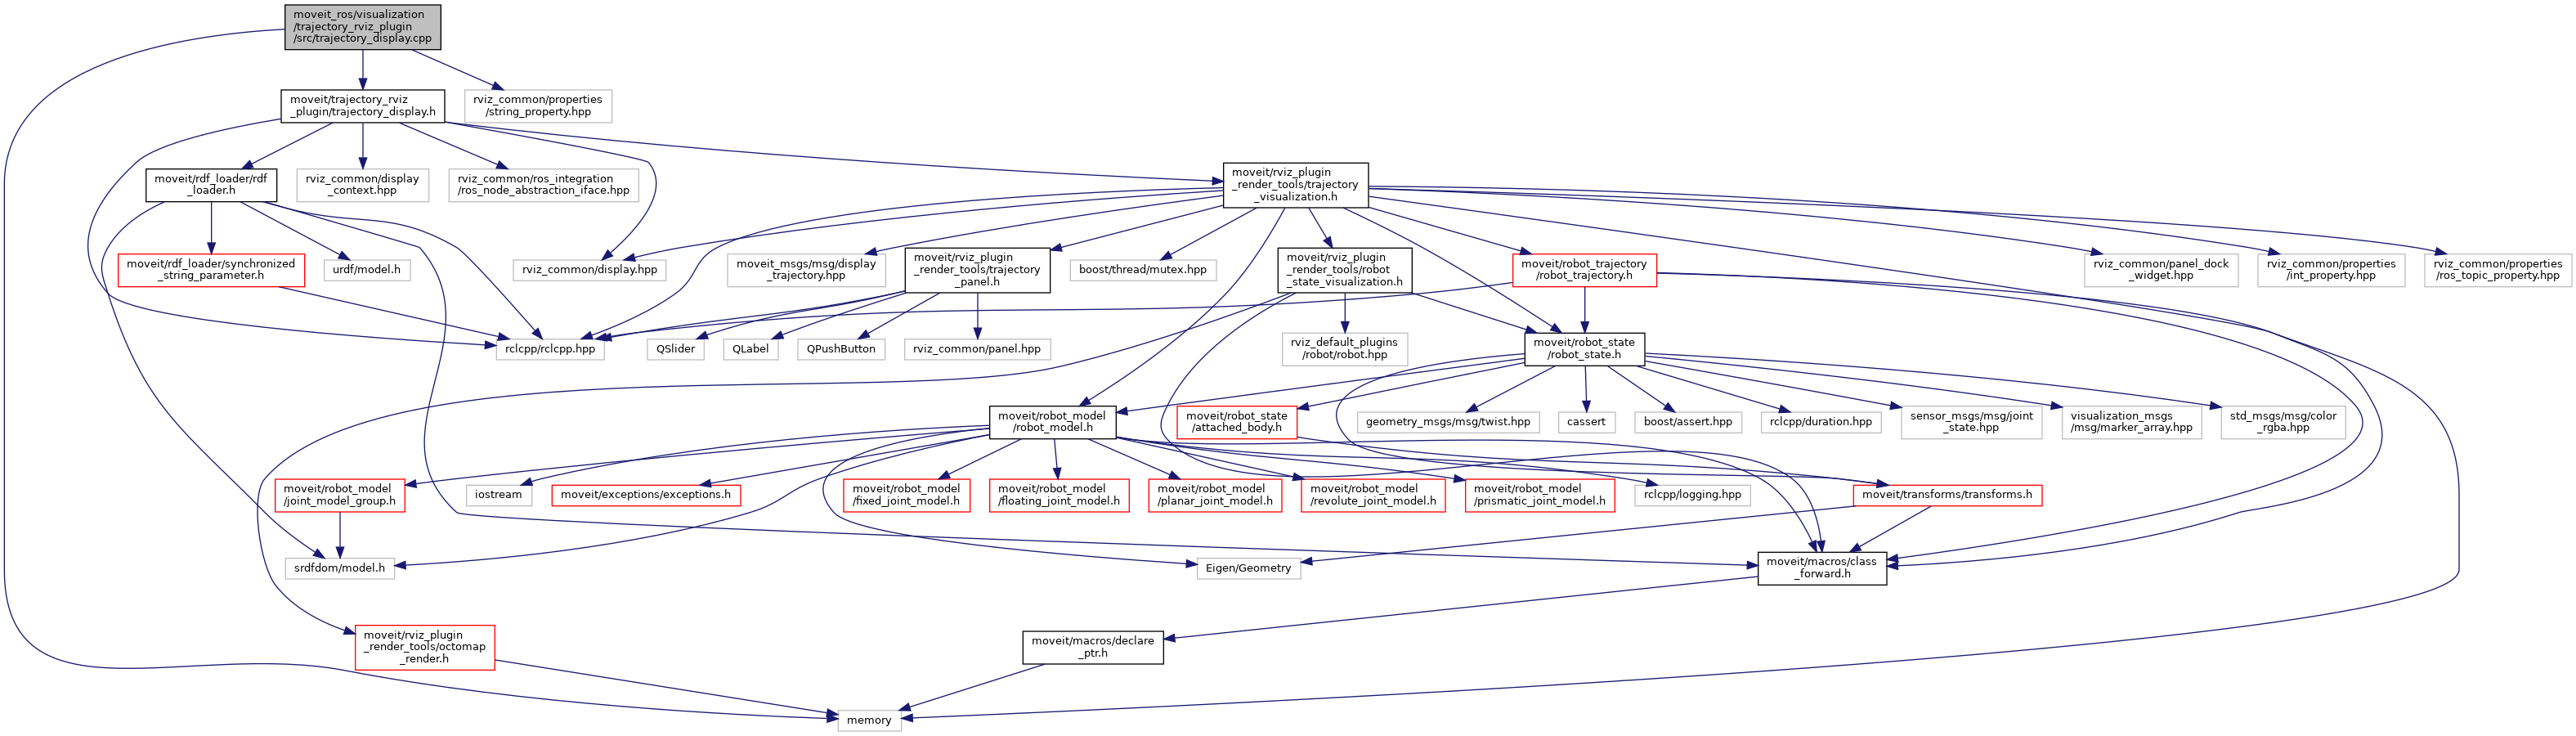 moveit_ros/visualization
/trajectory_rviz_plugin
/src/trajectory_display.cpp
moveit/trajectory_rviz
_plugin/trajectory_display.h
rviz_common/properties
/string_property.hpp
moveit/rdf_loader/rdf
_loader.h
rviz_common/display
_context.hpp
rviz_common/ros_integration
/ros_node_abstraction_iface.hpp
moveit/rviz_plugin
_render_tools/trajectory
_visualization.h
moveit/rdf_loader/synchronized
_string_parameter.h
urdf/model.h
rviz_common/display.hpp
moveit_msgs/msg/display
_trajectory.hpp
moveit/rviz_plugin
_render_tools/trajectory
_panel.h
boost/thread/mutex.hpp
moveit/rviz_plugin
_render_tools/robot
_state_visualization.h
moveit/robot_trajectory
/robot_trajectory.h
rviz_common/panel_dock
_widget.hpp
rviz_common/properties
/int_property.hpp
rviz_common/properties
/ros_topic_property.hpp
rclcpp/rclcpp.hpp
QSlider
QLabel
QPushButton
rviz_common/panel.hpp
rviz_default_plugins
/robot/robot.hpp
moveit/robot_state
/robot_state.h
moveit/robot_model
/robot_model.h
moveit/robot_state
/attached_body.h
geometry_msgs/msg/twist.hpp
cassert
boost/assert.hpp
rclcpp/duration.hpp
sensor_msgs/msg/joint
_state.hpp
visualization_msgs
/msg/marker_array.hpp
std_msgs/msg/color
_rgba.hpp
moveit/robot_model
/joint_model_group.h
iostream
moveit/exceptions/exceptions.h
moveit/robot_model
/fixed_joint_model.h
moveit/robot_model
/floating_joint_model.h
moveit/robot_model
/planar_joint_model.h
moveit/robot_model
/revolute_joint_model.h
moveit/robot_model
/prismatic_joint_model.h
rclcpp/logging.hpp
moveit/transforms/transforms.h
srdfdom/model.h
Eigen/Geometry
moveit/macros/class
_forward.h
moveit/rviz_plugin
_render_tools/octomap
_render.h
moveit/macros/declare
_ptr.h
memory